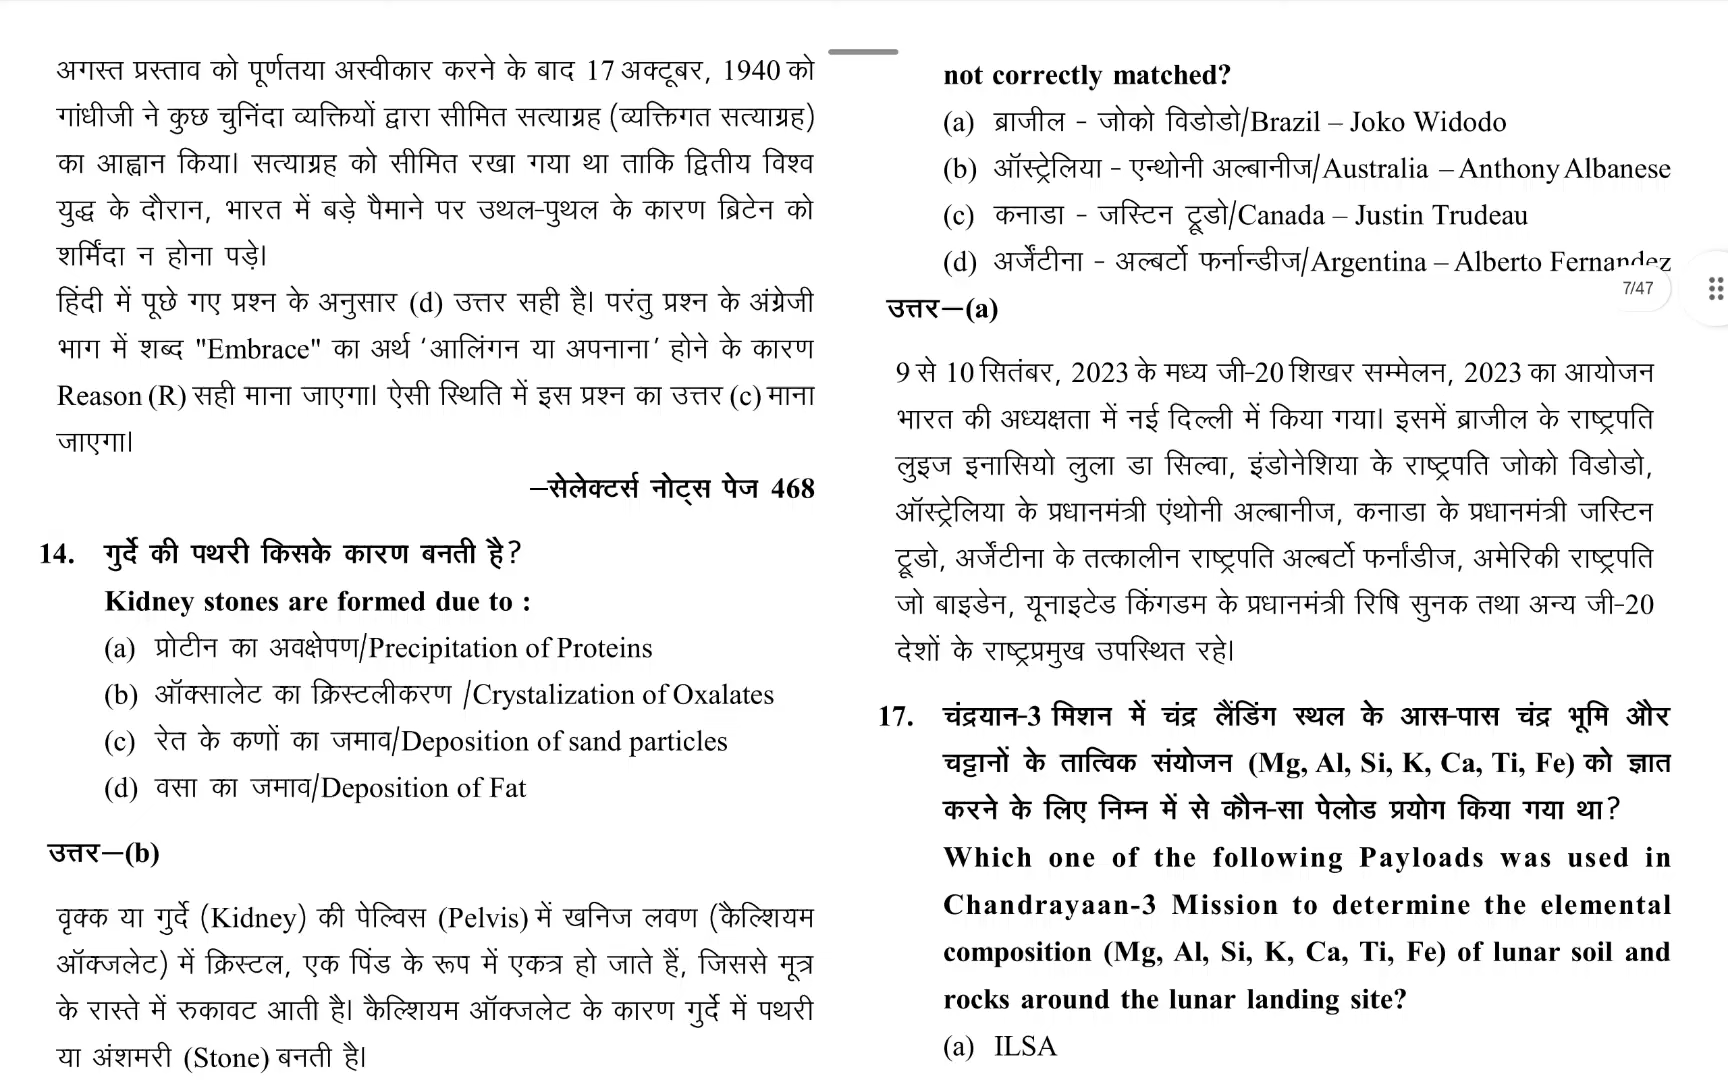 अगस्त प्रस्ताव को पूर्णतया अस्वीकार करने के बाद 17 अक्टूबर, 1940 को
गांधीजी ने कुछ चुनिंदा व्यक्तियों द्वारा सीमित सत्याग्रह (व्यक्तिगत सत्याग्रह)
का आह्वान किया। सत्याग्रह को सीमित रखा गया था ताकि द्वितीय विश्व
युद्ध के दौरान, भारत में बड़े पैमाने पर उथल-पुथल के कारण ब्रिटेन को
शर्मिंदा न होना पड़े।
हिंदी में पूछे गए प्रश्न के अनुसार (d) उत्तर सही है। परंतु प्रश्न के अंग्रेजी
भाग में शब्द "Embrace" का अर्थ ‘आलिंगन या अपनाना’ होने के कारण
Reason (R) सही माना जाएगा। ऐसी स्थिति में इस प्रश्न का उत्तर (c) माना
जाएगा।
–सेलेक्टर्स नोट्स पेज 468
14. गुर्दे की पथरी किसके कारण बनती है?
Kidney stones are formed due to :
(a) प्रोटीन का अवक्षेपण/Precipitation of Proteins
(b) ऑक्सालेट का क्रिस्टलीकरण /Crystalization of Oxalates
(c) रेत के कणों का जमाव/Deposition of sand particles
(d) वसा का जमाव/Deposition of Fat
उत्तर—(b)
वृक्क या गुर्दे (Kidney) की पेल्विस (Pelvis) में खनिज लवण (कैल्शियम
ऑक्जलेट) में क्रिस्टल, एक पिंड के रूप में एकत्र हो जाते हैं, जिससे मूत्र
के रास्ते में रुकावट आती है। कैल्शियम ऑक्जलेट के कारण गुर्दे में पथरी
या अंशमरी (Stone) बनती है।
not correctly matched?
(a) ब्राजील - जोको विडोडो/Brazil – Joko Widodo
(b) ऑस्ट्रेलिया - एन्थोनी अल्बानीज/Australia – Anthony Albanese
(c) कनाडा - जस्टिन ट्रूडो/Canada – Justin Trudeau
(d) अर्जेंटीना - अल्बर्टो फर्नान्डीज/Argentina – Alberto Fernandez
7/47
उत्तर—(a)
9 से 10 सितंबर, 2023 के मध्य जी-20 शिखर सम्मेलन, 2023 का आयोजन
भारत की अध्यक्षता में नई दिल्ली में किया गया। इसमें ब्राजील के राष्ट्रपति
लुइज इनासियो लुला डा सिल्वा, इंडोनेशिया के राष्ट्रपति जोको विडोडो,
ऑस्ट्रेलिया के प्रधानमंत्री एंथोनी अल्बानीज, कनाडा के प्रधानमंत्री जस्टिन
ट्रूडो, अर्जेंटीना के तत्कालीन राष्ट्रपति अल्बर्टो फर्नांडीज, अमेरिकी राष्ट्रपति
जो बाइडेन, यूनाइटेड किंगडम के प्रधानमंत्री रिषि सुनक तथा अन्य जी-20
देशों के राष्ट्रप्रमुख उपस्थित रहे।
17. चंद्रयान-3 मिशन में चंद्र लैंडिंग स्थल के आस-पास चंद्र भूमि और
चट्टानों के तात्विक संयोजन (Mg, Al, Si, K, Ca, Ti, Fe) को ज्ञात
करने के लिए निम्न में से कौन-सा पेलोड प्रयोग किया गया था?
Which one of the following Payloads was used in
Chandrayaan-3 Mission to determine the elemental
composition (Mg, Al, Si, K, Ca, Ti, Fe) of lunar soil and
rocks around the lunar landing site?
(a) ILSA